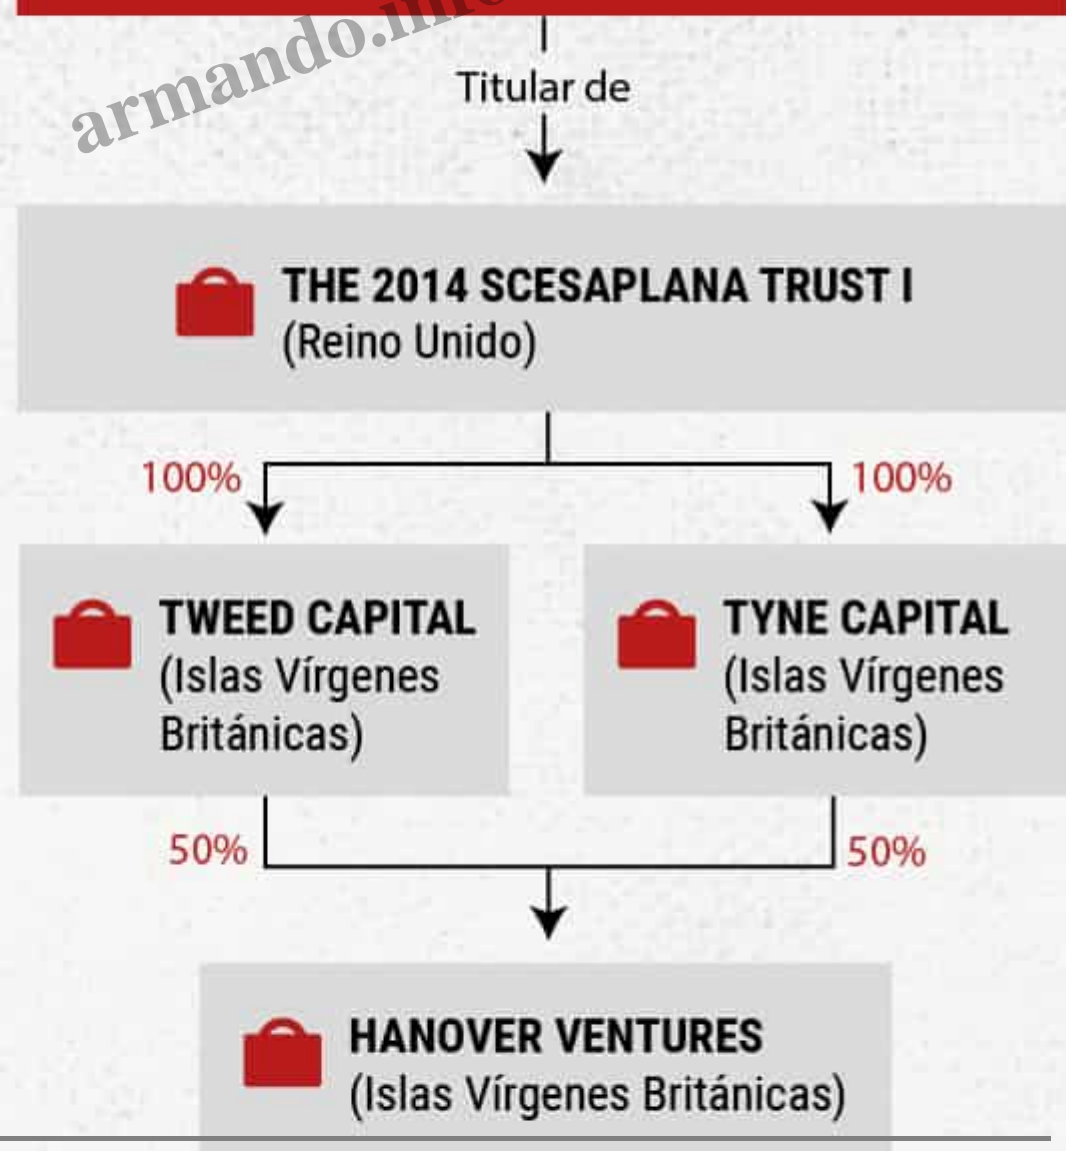 armando.info
Titular de
THE 2014 SCESAPLANA TRUST I
(Reino Unido)
100%
100%
TWEED CAPITAL
(Islas Vírgenes
Británicas)
TYNE CAPITAL
(Islas Vírgenes
Británicas)
50%
50%
HANOVER VENTURES
(Islas Vírgenes Británicas)